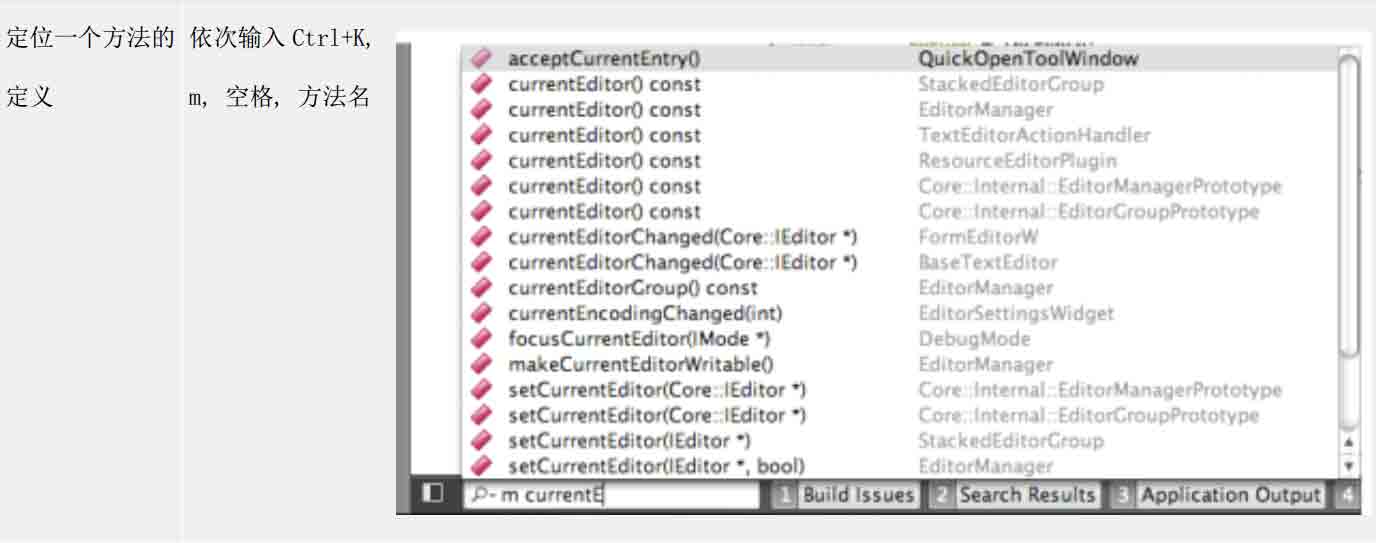 定位一个方法的
定义
依次输入 Ctrl+K,
m, 空格, 方法名
acceptCurrentEntry() QuickOpenToolWindow
currentEditor() const StackedEditorGroup
currentEditor() const EditorManager
currentEditor() const TextEditorActionHandler
currentEditor() const ResourceEditorPlugin
currentEditor() const Core::Internal::EditorManagerPrototype
currentEditor() const Core::Internal::EditorGroupPrototype
currentEditorChanged(Core::IEditor *) FormEditorW
currentEditorChanged(Core::IEditor *) BaseTextEditor
currentEditorGroup() const EditorManager
currentEncodingChanged(int) EditorSettingsWidget
focusCurrentEditor(IMode *) DebugMode
makeCurrentEditorWritable() EditorManager
setCurrentEditor(Core::IEditor *) Core::Internal::EditorManagerPrototype
setCurrentEditor(Core::IEditor *) Core::Internal::EditorGroupPrototype
setCurrentEditor(IEditor *) StackedEditorGroup
setCurrentEditor(IEditor *, bool) EditorManager
m currentE 1 Build Issues 2 Search Results 3 Application Output 4